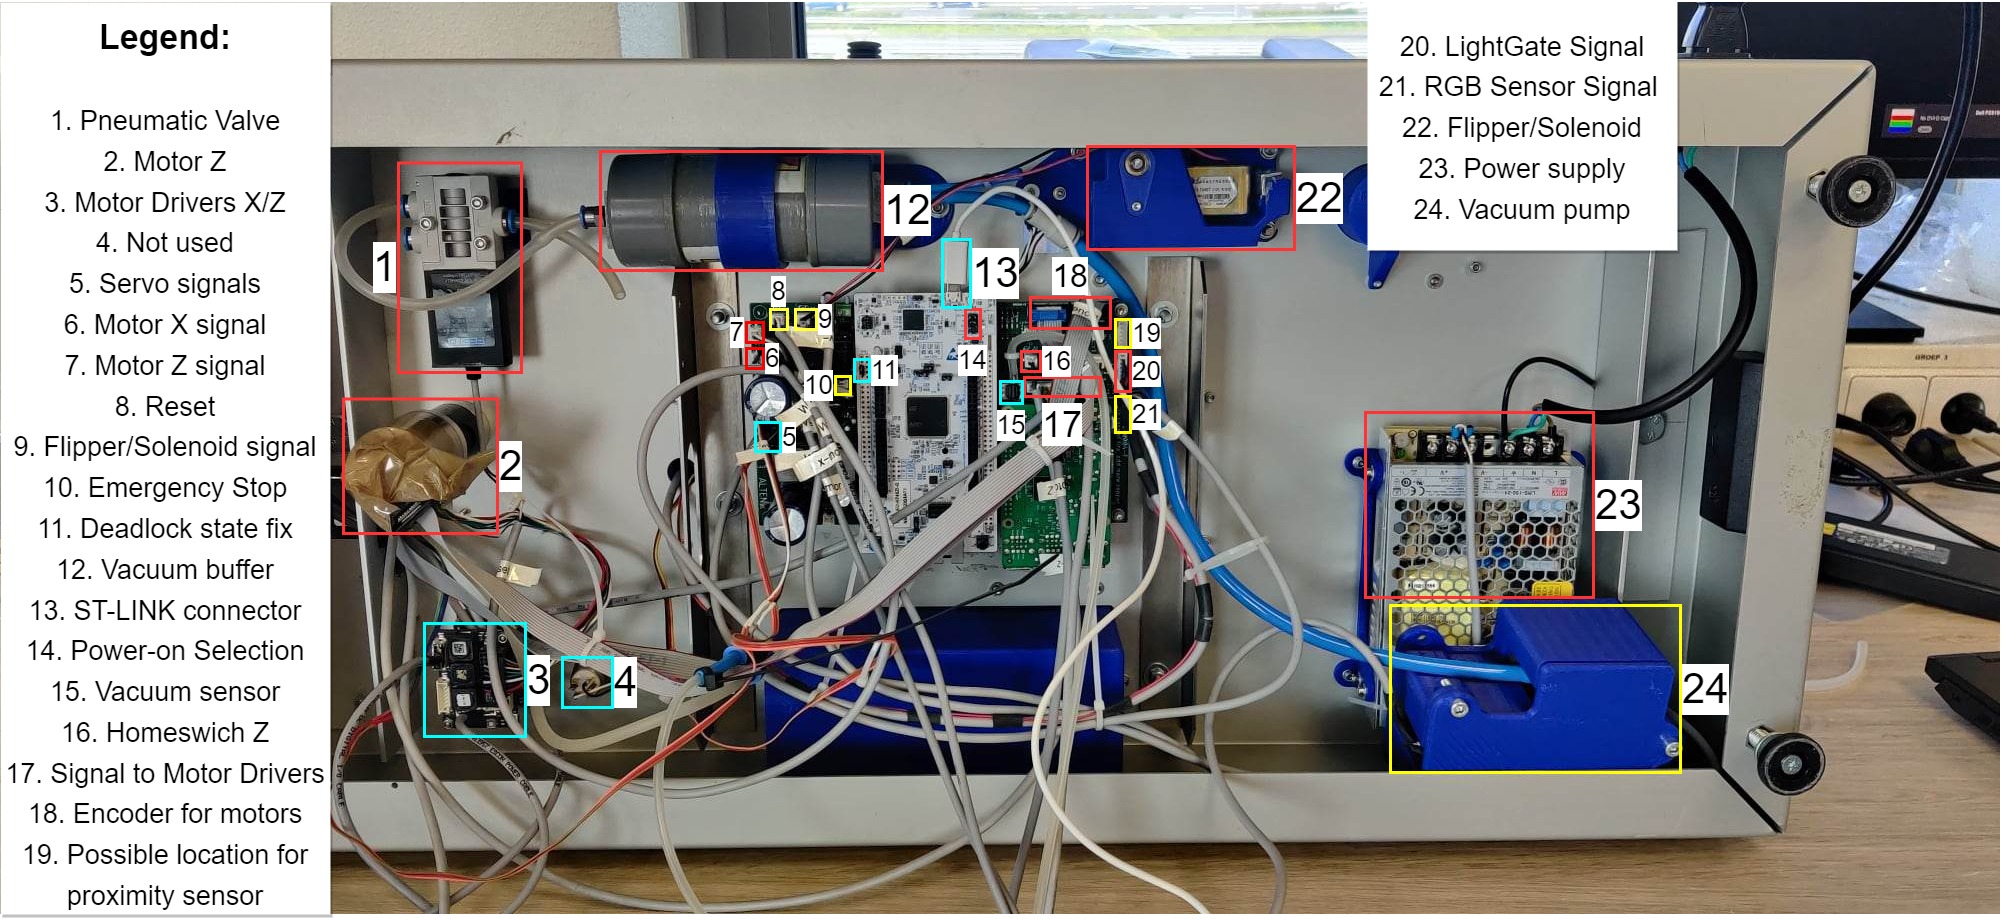 Legend:
1. Pneumatic Valve
2. Motor Z
3. Motor Drivers X/Z
4. Not used
5. Servo signals
6. Motor X signal
7. Motor Z signal
8. Reset
9. Flipper/Solenoid signal
10. Emergency Stop
11. Deadlock state fix
12. Vacuum buffer
13. ST-LINK connector
14. Power-on Selection
15. Vacuum sensor
16. Homeswich Z
17. Signal to Motor Drivers
18. Encoder for motors
19. Possible location for
proximity sensor
20. LightGate Signal
21. RGB Sensor Signal
22. Flipper/Solenoid
23. Power supply
24. Vacuum pump
1
2
3
4
5
6
7
8
9
10
11
12
13
14
15
16
17
18
19
20
21
22
23
24
GROEP 3